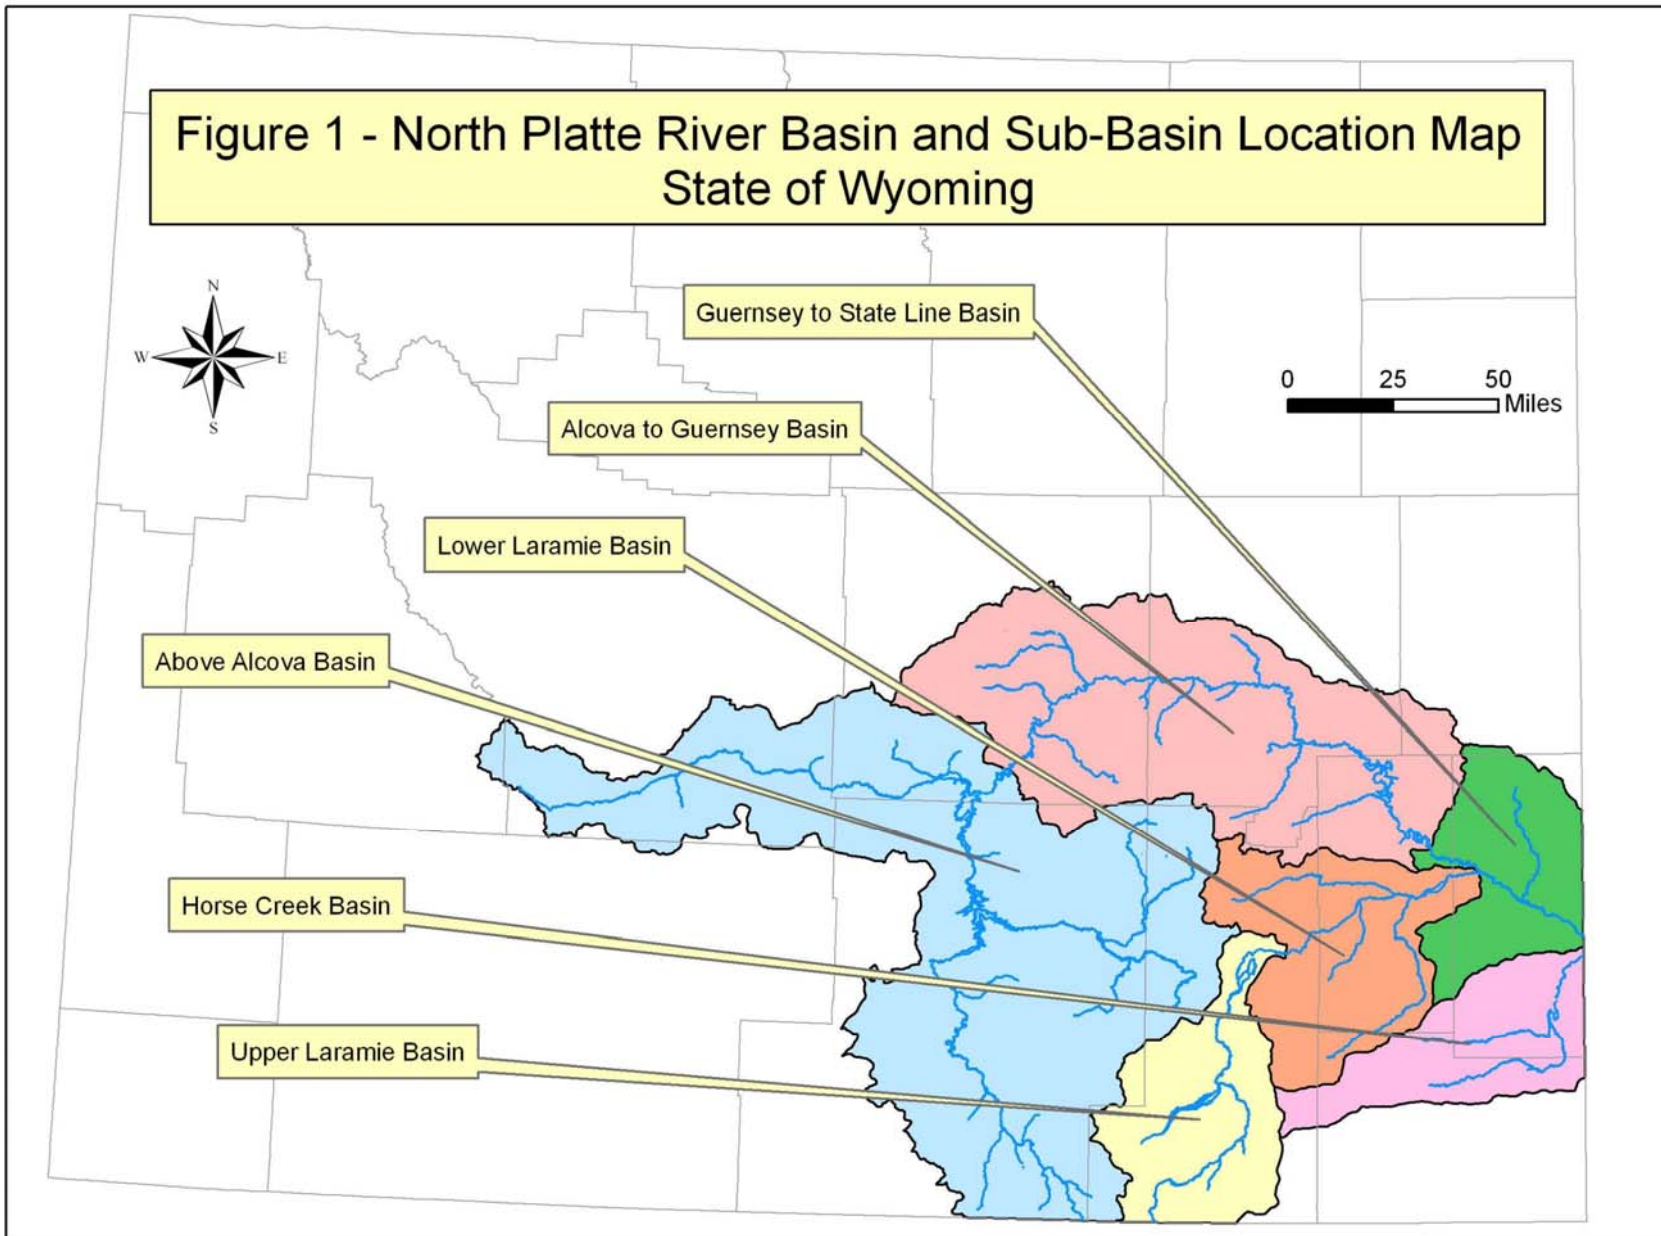 Figure 1 - North Platte River Basin and Sub-Basin Location Map
State of Wyoming
N
W
E
S
Guernsey to State Line Basin
0 25 50
Miles
Alcova to Guernsey Basin
Lower Laramie Basin
Above Alcova Basin
Horse Creek Basin
Upper Laramie Basin